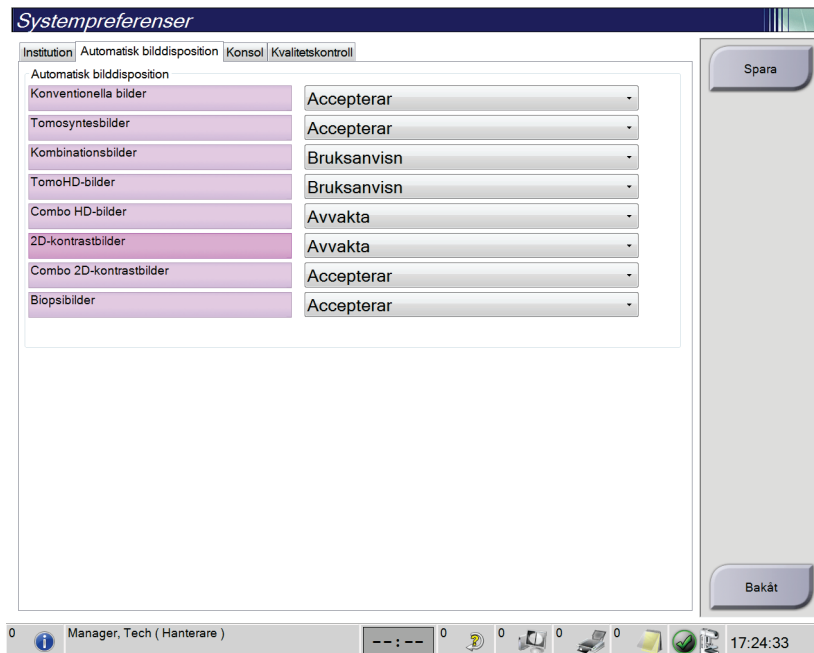 Systempreferenser
Institution Automatisk bilddisposition Konsol Kvalitetskontroll
Automatisk bilddisposition
Konventionella bilder Accepterar
Tomosyntesbilder Accepterar
Kombinationsbilder Bruksanvisn
TomoHD-bilder Bruksanvisn
Combo HD-bilder Avvakta
2D-kontrastbilder Avvakta
Combo 2D-kontrastbilder Accepterar
Biopsibilder Accepterar
Spara
Bakåt
0 Manager, Tech ( Hanterare ) --:-- 0 0 0 0 17:24:33